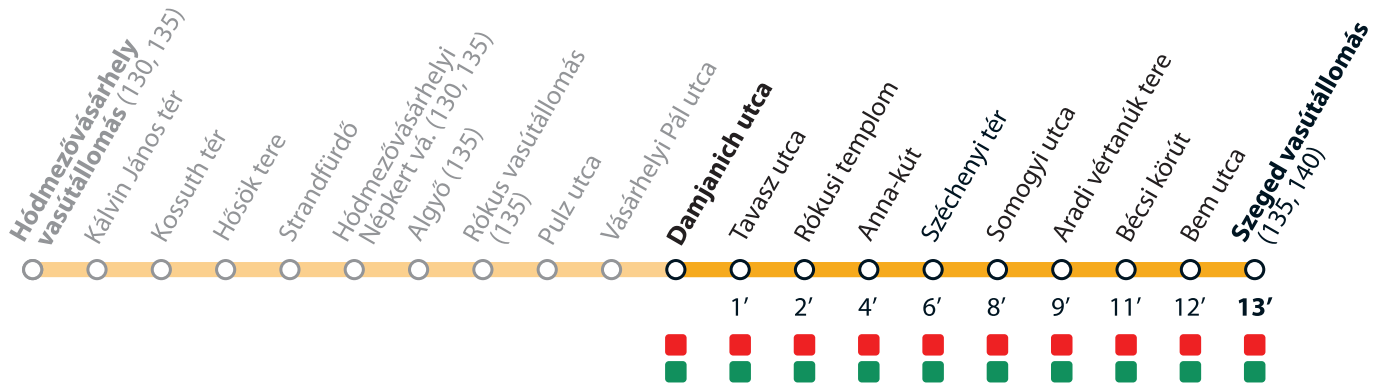 Hódmezővásárhely
vasútállomás (130, 135)
Kálvin János tér
Kossuth tér
Hősök tere
Strandfürdő
Hódmezővásárhelyi
Népkert vá. (130, 135)
Algyő (135)
Rókus vasútállomás
(135)
Pulz utca
Vásárhelyi Pál utca
Damjanich utca
Tavasz utca
Rókusi templom
Anna-kút
Széchenyi tér
Somogyi utca
Aradi vértanúk tere
Bécsi körút
Bem utca
Szeged vasútállomás
(135, 140)
1’ 2’ 4’ 6’ 8’ 9’ 11’ 12’ 13’